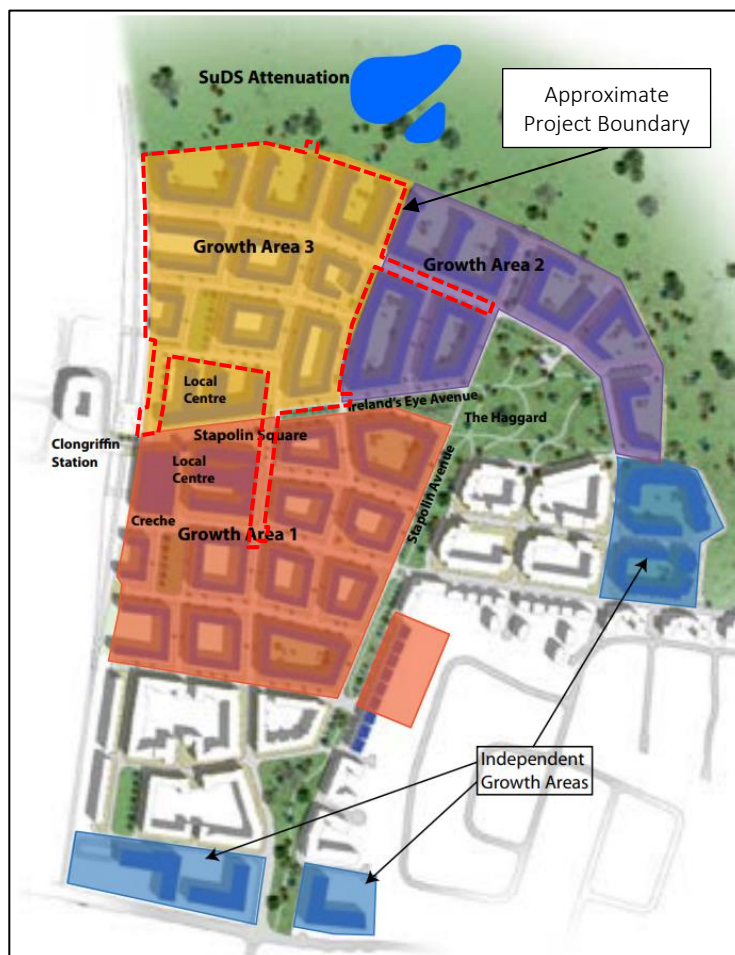 SuDS Attenuation
Approximate
Project Boundary
Growth Area 3
Growth Area 2
Local
Centre
Ireland's Eye Avenue
The Haggard
Stapolin Square
Clongriffin
Station
Local
Centre
Stapolin Avenue
Creche
Growth Area 1
Independent
Growth Areas